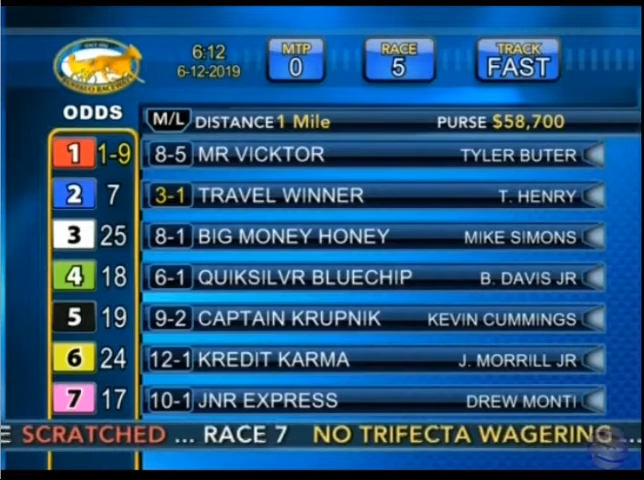 6:12
6-12-2019
MTP
0
RACE
5
TRACK
FAST
ODDS
M/L DISTANCE 1 Mile PURSE $58,700
1 1-9 8-5 MR VICKTOR TYLER BUTER
2 7 3-1 TRAVEL WINNER T. HENRY
3 25 8-1 BIG MONEY HONEY MIKE SIMONS
4 18 6-1 QUIKSILVR BLUECHIP B. DAVIS JR
5 19 9-2 CAPTAIN KRUPNIK KEVIN CUMMINGS
6 24 12-1 KREDIT KARMA J. MORRILL JR
7 17 10-1 JNR EXPRESS DREW MONTI
E SCRATCHED ... RACE 7 NO TRIFECTA WAGERING ...